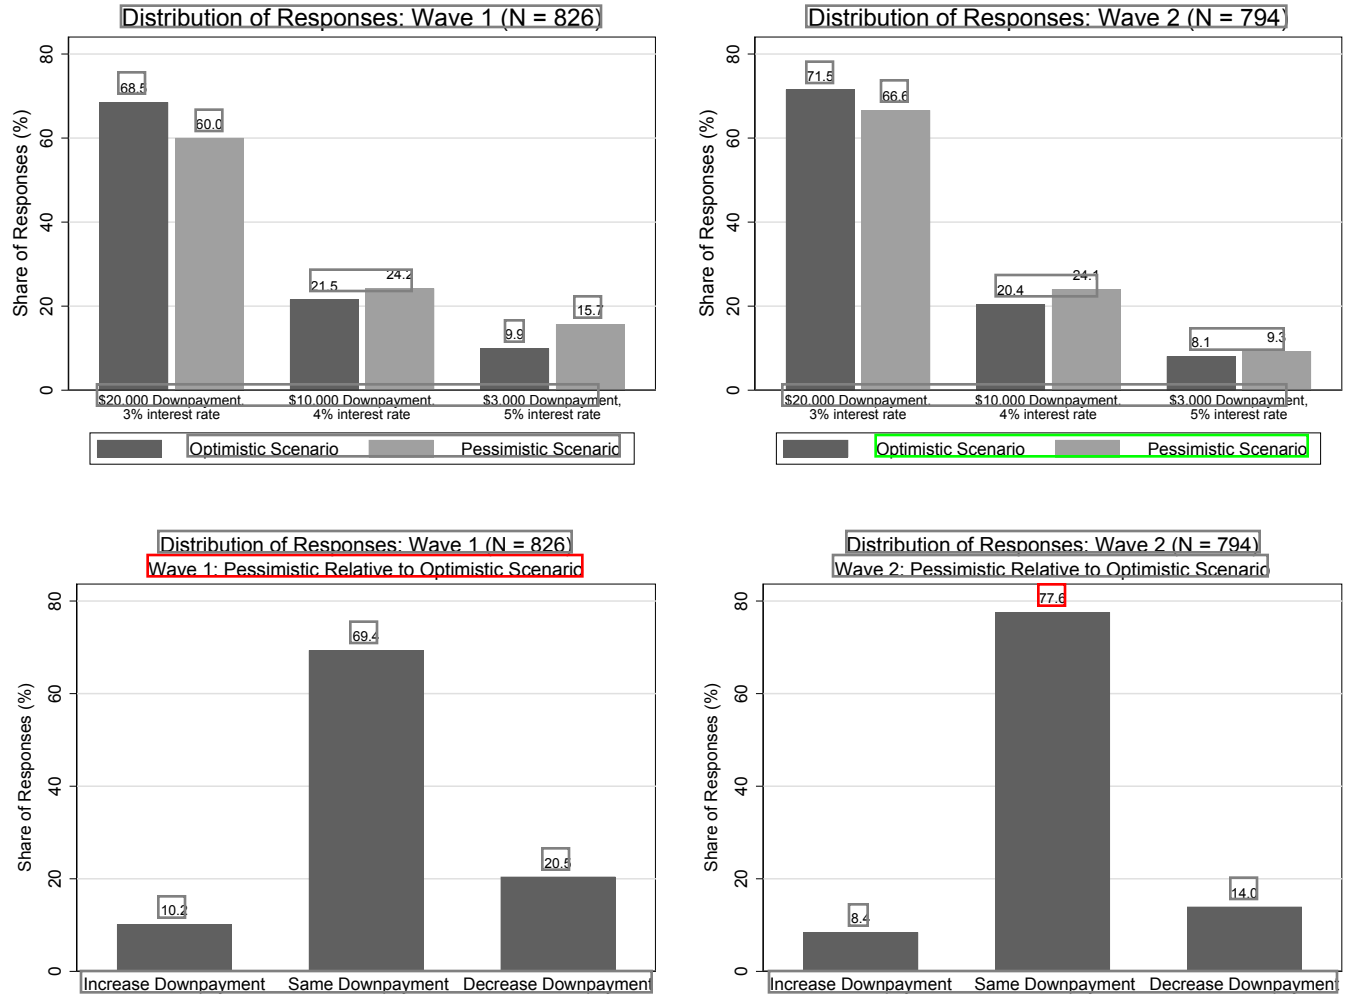 Distribution of Responses: Wave 1 (N = 826)
Share of Responses (%)
80
60
40
20
0
68.5
60.0
21.5
24.2
9.9
15.7
$20,000 Downpayment, $10,000 Downpayment, $3,000 Downpayment,
3% interest rate 4% interest rate 5% interest rate
Optimistic Scenario Pessimistic Scenario
Distribution of Responses: Wave 2 (N = 794)
Share of Responses (%)
80
60
40
20
0
71.5
66.6
20.4
24.1
8.1
9.3
$20,000 Downpayment, $10,000 Downpayment, $3,000 Downpayment,
3% interest rate 4% interest rate 5% interest rate
Optimistic Scenario Pessimistic Scenario
Distribution of Responses: Wave 1 (N = 826)
Wave 1: Pessimistic Relative to Optimistic Scenario
Share of Responses (%)
80
60
40
20
0
10.2
69.4
20.5
Increase Downpayment Same Downpayment Decrease Downpayment
Distribution of Responses: Wave 2 (N = 794)
Wave 2: Pessimistic Relative to Optimistic Scenario
Share of Responses (%)
80
60
40
20
0
8.4
77.6
14.0
Increase Downpayment Same Downpayment Decrease Downpayment